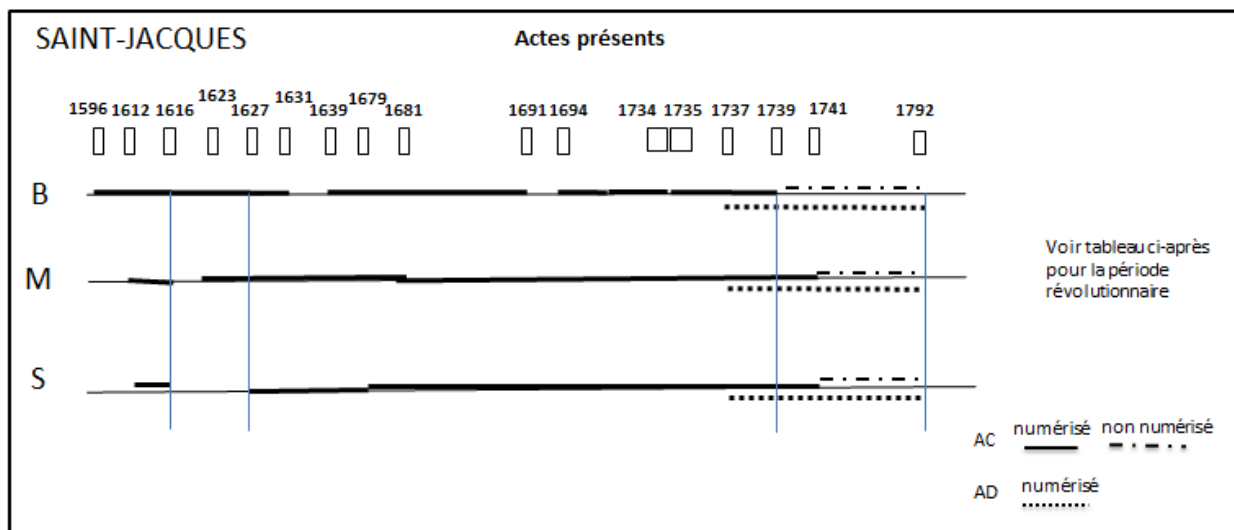 SAINT-JACQUES
Actes présents
1596 1612 1616 1623 1627 1631 1639 1679 1681 1691 1694 1734 1735 1737 1739 1741 1792
B
M
S
Voir tableau ci-après
pour la période
révolutionnaire
AC numérisé non numérisé
AD numérisé